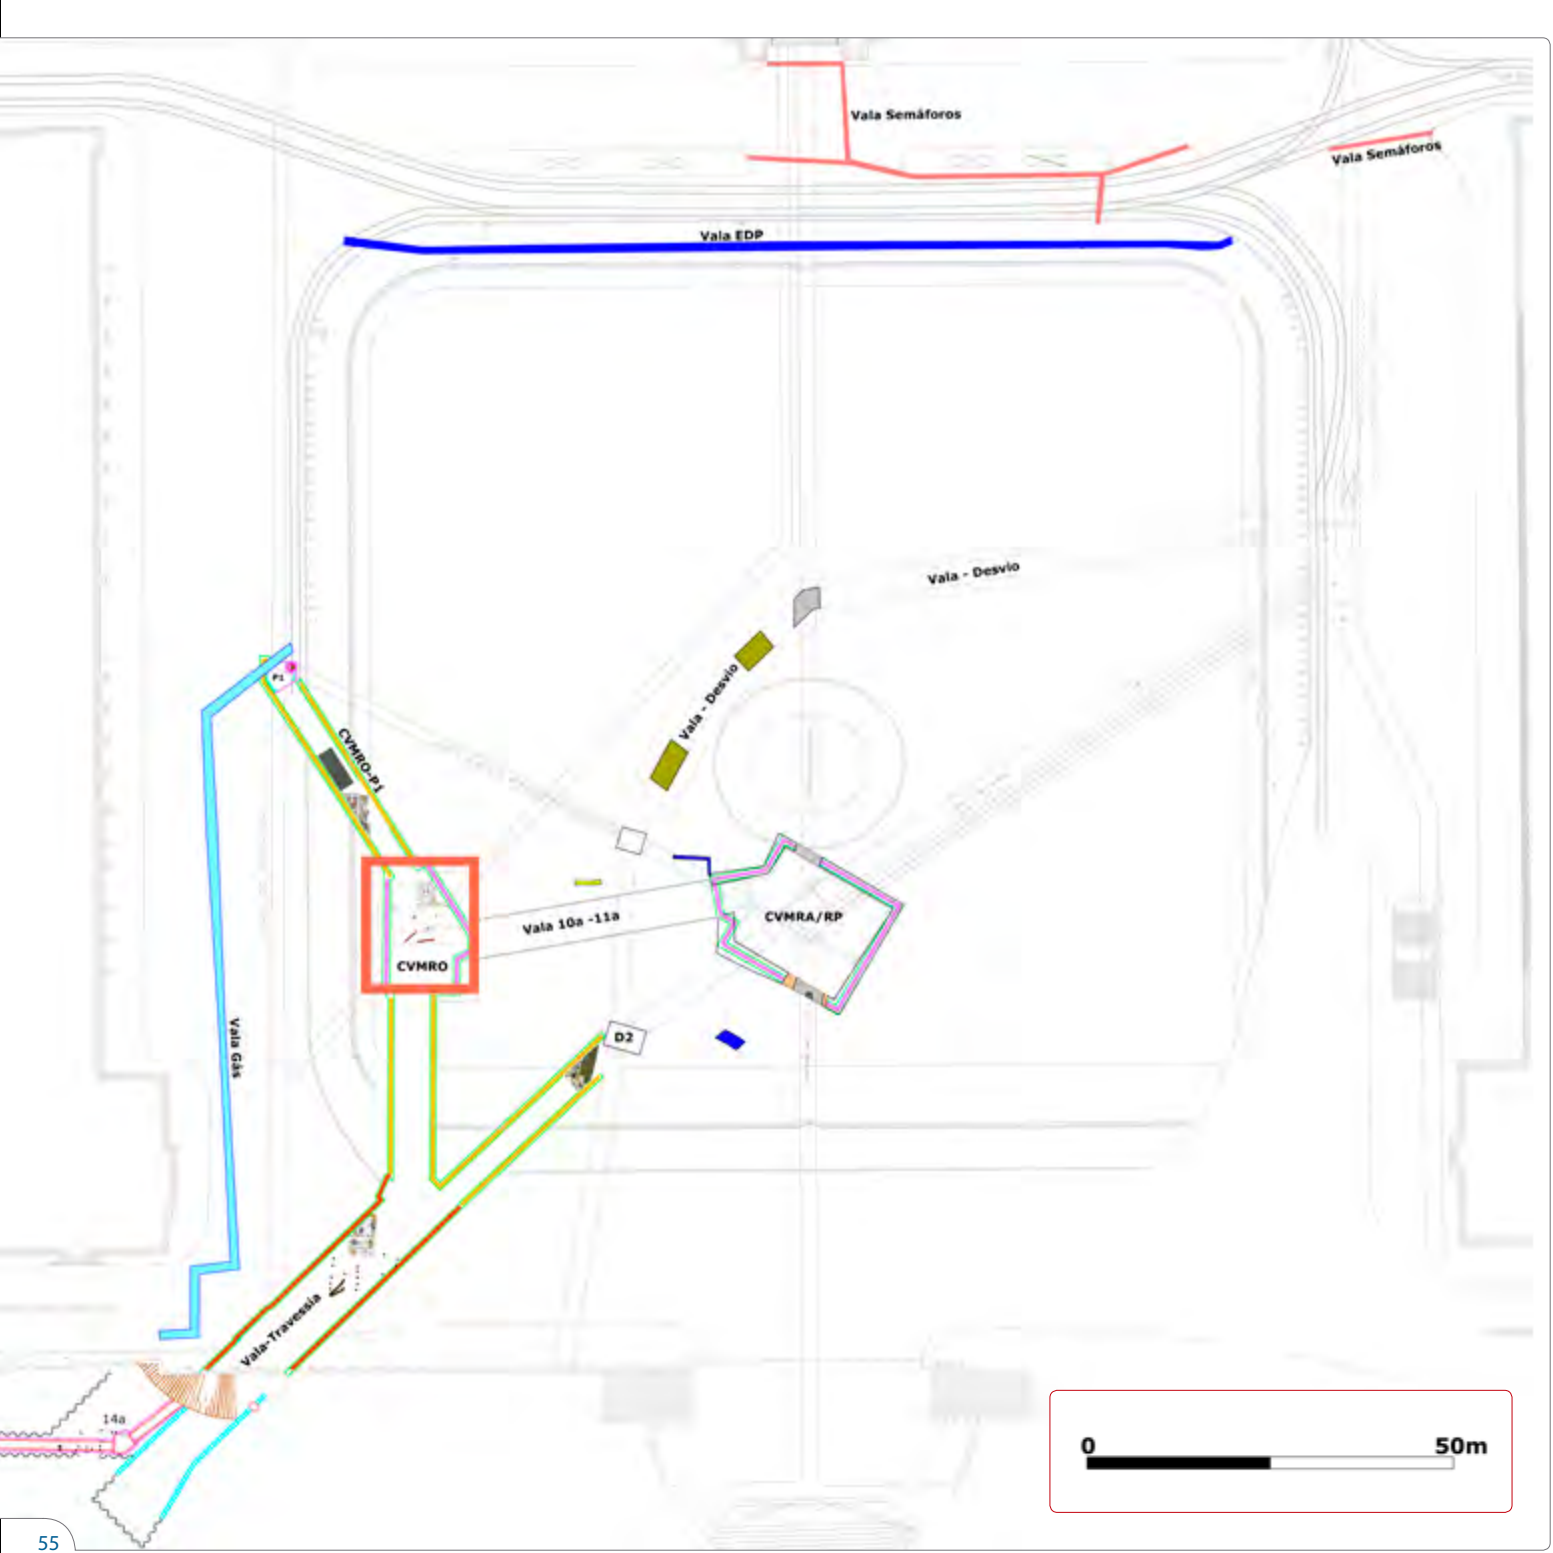 Vala Semáforos
Vala Semáforos
Vala EDP
Vala - Desvio
P1
Vala - Desvio
CVMRO-P1
Vala 10a -11a
CVMRA/RP
CVMRO
D2
Vala Gás
Vala-Travessia
14a
0 50m
55